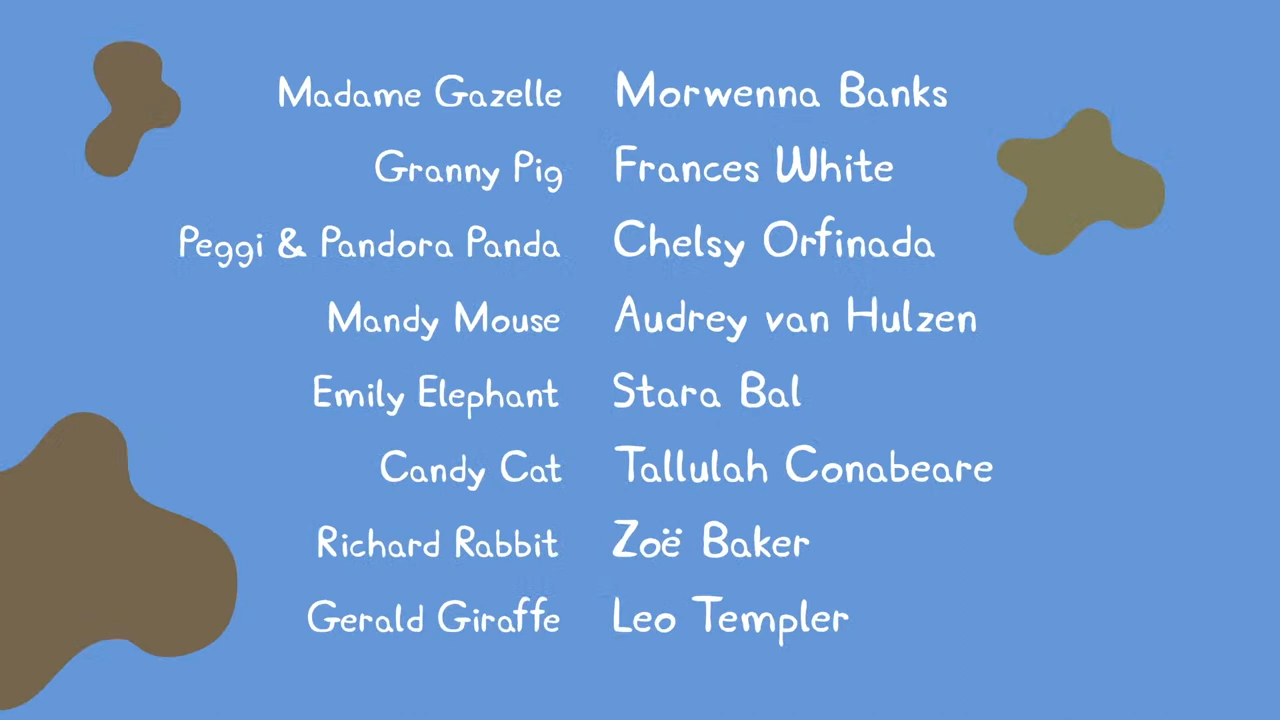 Madame Gazelle Morwenna Banks
Granny Pig Frances White
Peggi & Pandora Panda Chelsy Orfinada
Mandy Mouse Audrey van Hulzen
Emily Elephant Stara Bal
Candy Cat Tallulah Conabeare
Richard Rabbit Zoë Baker
Gerald Giraffe Leo Templer